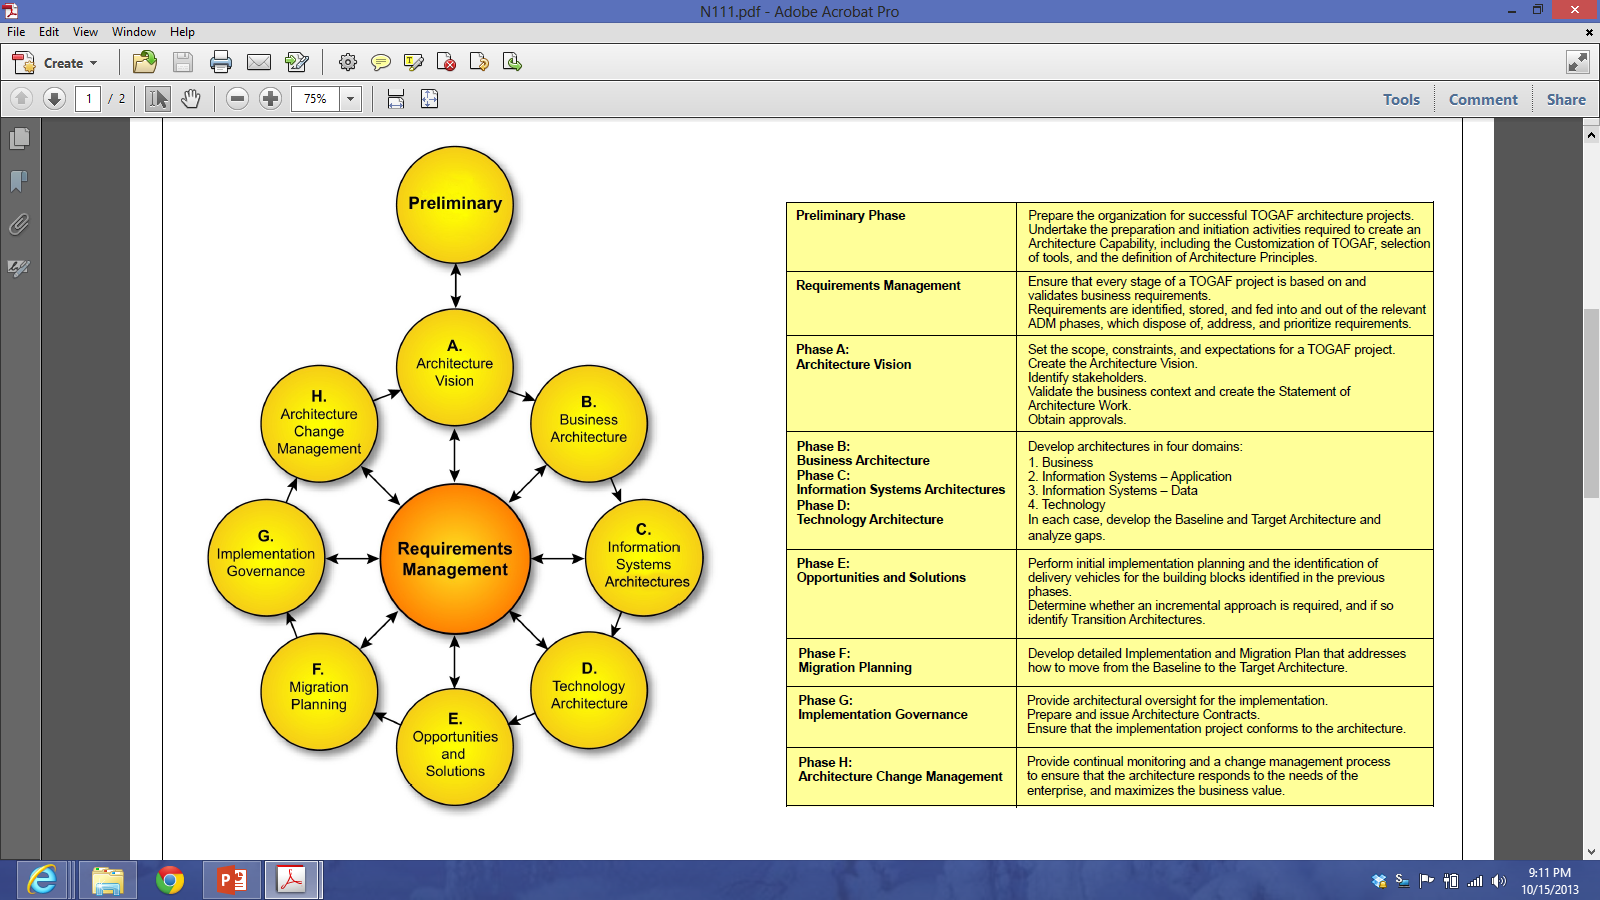 N111.pdf - Adobe Acrobat Pro
File Edit View Window Help
Create
1 / 2
75%
Tools Comment Share
Preliminary
A.
Architecture
Vision
B.
Business
Architecture
C.
Information
Systems
Architectures
D.
Technology
Architecture
E.
Opportunities
and
Solutions
F.
Migration
Planning
G.
Implementation
Governance
H.
Architecture
Change
Management
Requirements
Management
Preliminary Phase
Prepare the organization for successful TOGAF architecture projects.
Undertake the preparation and initiation activities required to create an
Architecture Capability, including the Customization of TOGAF, selection
of tools, and the definition of Architecture Principles.
Requirements Management
Ensure that every stage of a TOGAF project is based on and
validates business requirements.
Requirements are identified, stored, and fed into and out of the relevant
ADM phases, which dispose of, address, and prioritize requirements.
Phase A:
Architecture Vision
Set the scope, constraints, and expectations for a TOGAF project.
Create the Architecture Vision.
Identify stakeholders.
Validate the business context and create the Statement of
Architecture Work.
Obtain approvals.
Phase B:
Business Architecture
Phase C:
Information Systems Architectures
Phase D:
Technology Architecture
Develop architectures in four domains:
1. Business
2. Information Systems – Application
3. Information Systems – Data
4. Technology
In each case, develop the Baseline and Target Architecture and
analyze gaps.
Phase E:
Opportunities and Solutions
Perform initial implementation planning and the identification of
delivery vehicles for the building blocks identified in the previous
phases.
Determine whether an incremental approach is required, and if so
identify Transition Architectures.
Phase F:
Migration Planning
Develop detailed Implementation and Migration Plan that addresses
how to move from the Baseline to the Target Architecture.
Phase G:
Implementation Governance
Provide architectural oversight for the implementation.
Prepare and issue Architecture Contracts.
Ensure that the implementation project conforms to the architecture.
Phase H:
Architecture Change Management
Provide continual monitoring and a change management process
to ensure that the architecture responds to the needs of the
enterprise, and maximizes the business value.
9:11 PM
10/15/2013